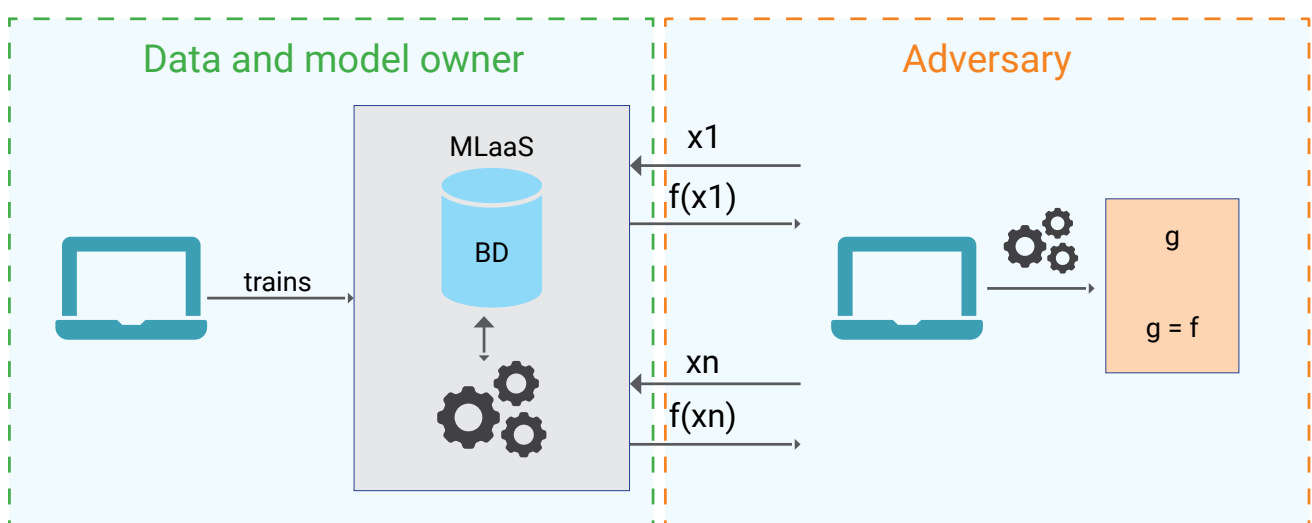 Data and model owner
Adversary
MLaaS
BD
trains
x1
f(x1)
xn
f(xn)
g
g = f